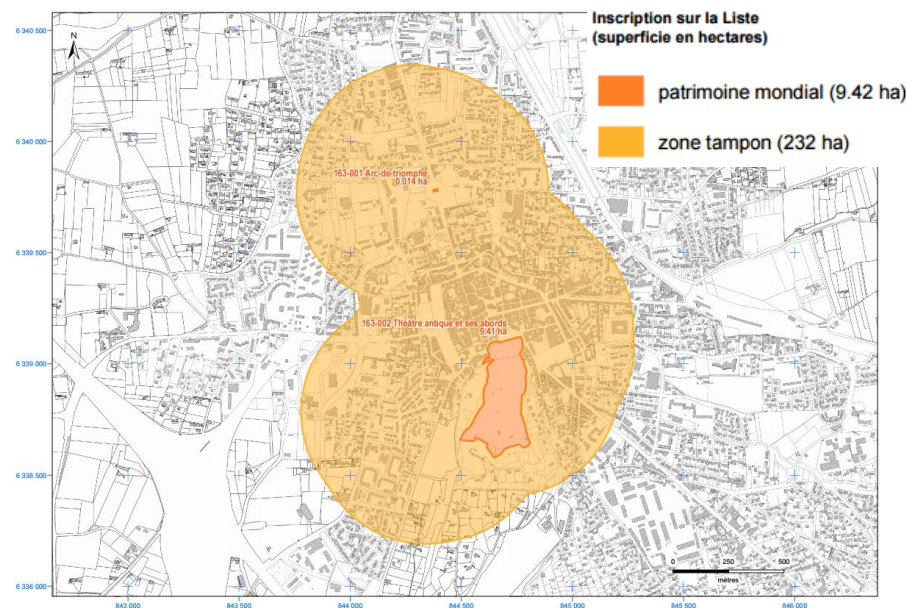 Inscription sur la Liste
(superficie en hectares)
patrimoine mondial (9.42 ha)
zone tampon (232 ha)
6 340 500
N
6 340 000
163-001 Arc-de-triomphe
0.014 ha
6 339 500
163-002 Théâtre antique et ses abords
9.41 ha
6 339 000
6 338 500
6 338 000
0 250 500
mètres
843 000 843 500 844 000 844 500 845 000 845 500 846 000